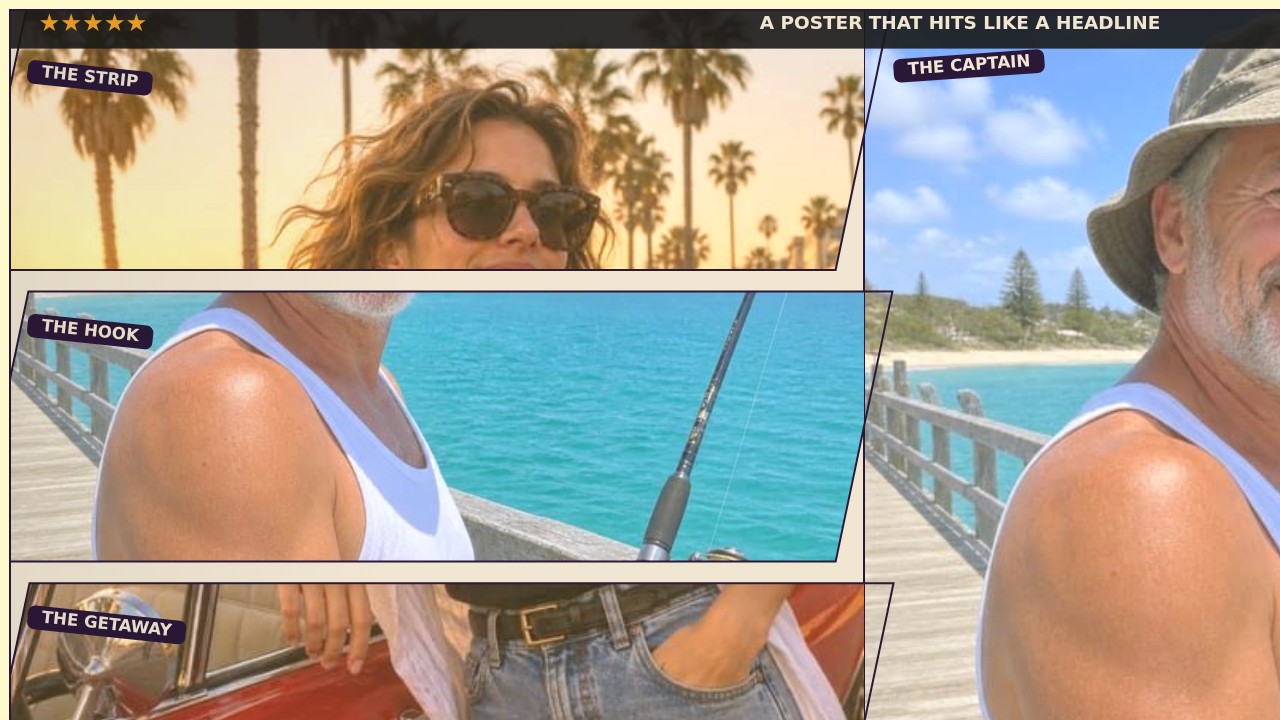 ★★★★★
A POSTER THAT HITS LIKE A HEADLINE
THE STRIP
THE CAPTAIN
THE HOOK
THE GETAWAY